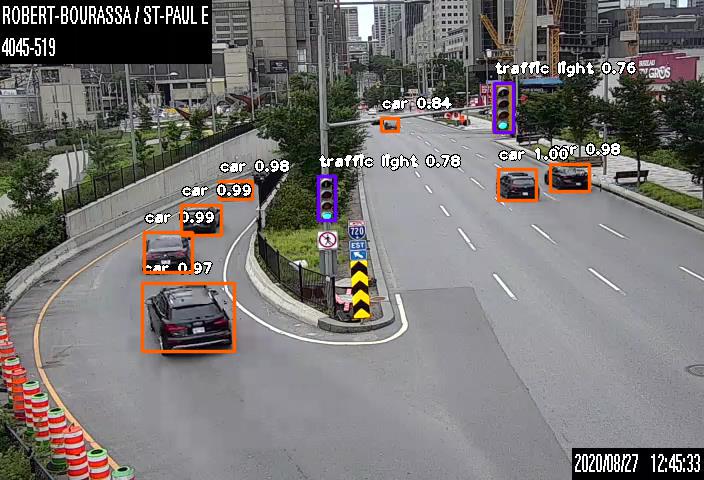 ROBERT-BOURASSA / ST-PAUL E
4045-519
traffic light 0.76
car 0.84
car 1.00
car 0.98
traffic light 0.78
car 0.98
car 0.99
car 0.99
car 0.97
720
EST
GROS
2020/08/27 12:45:33